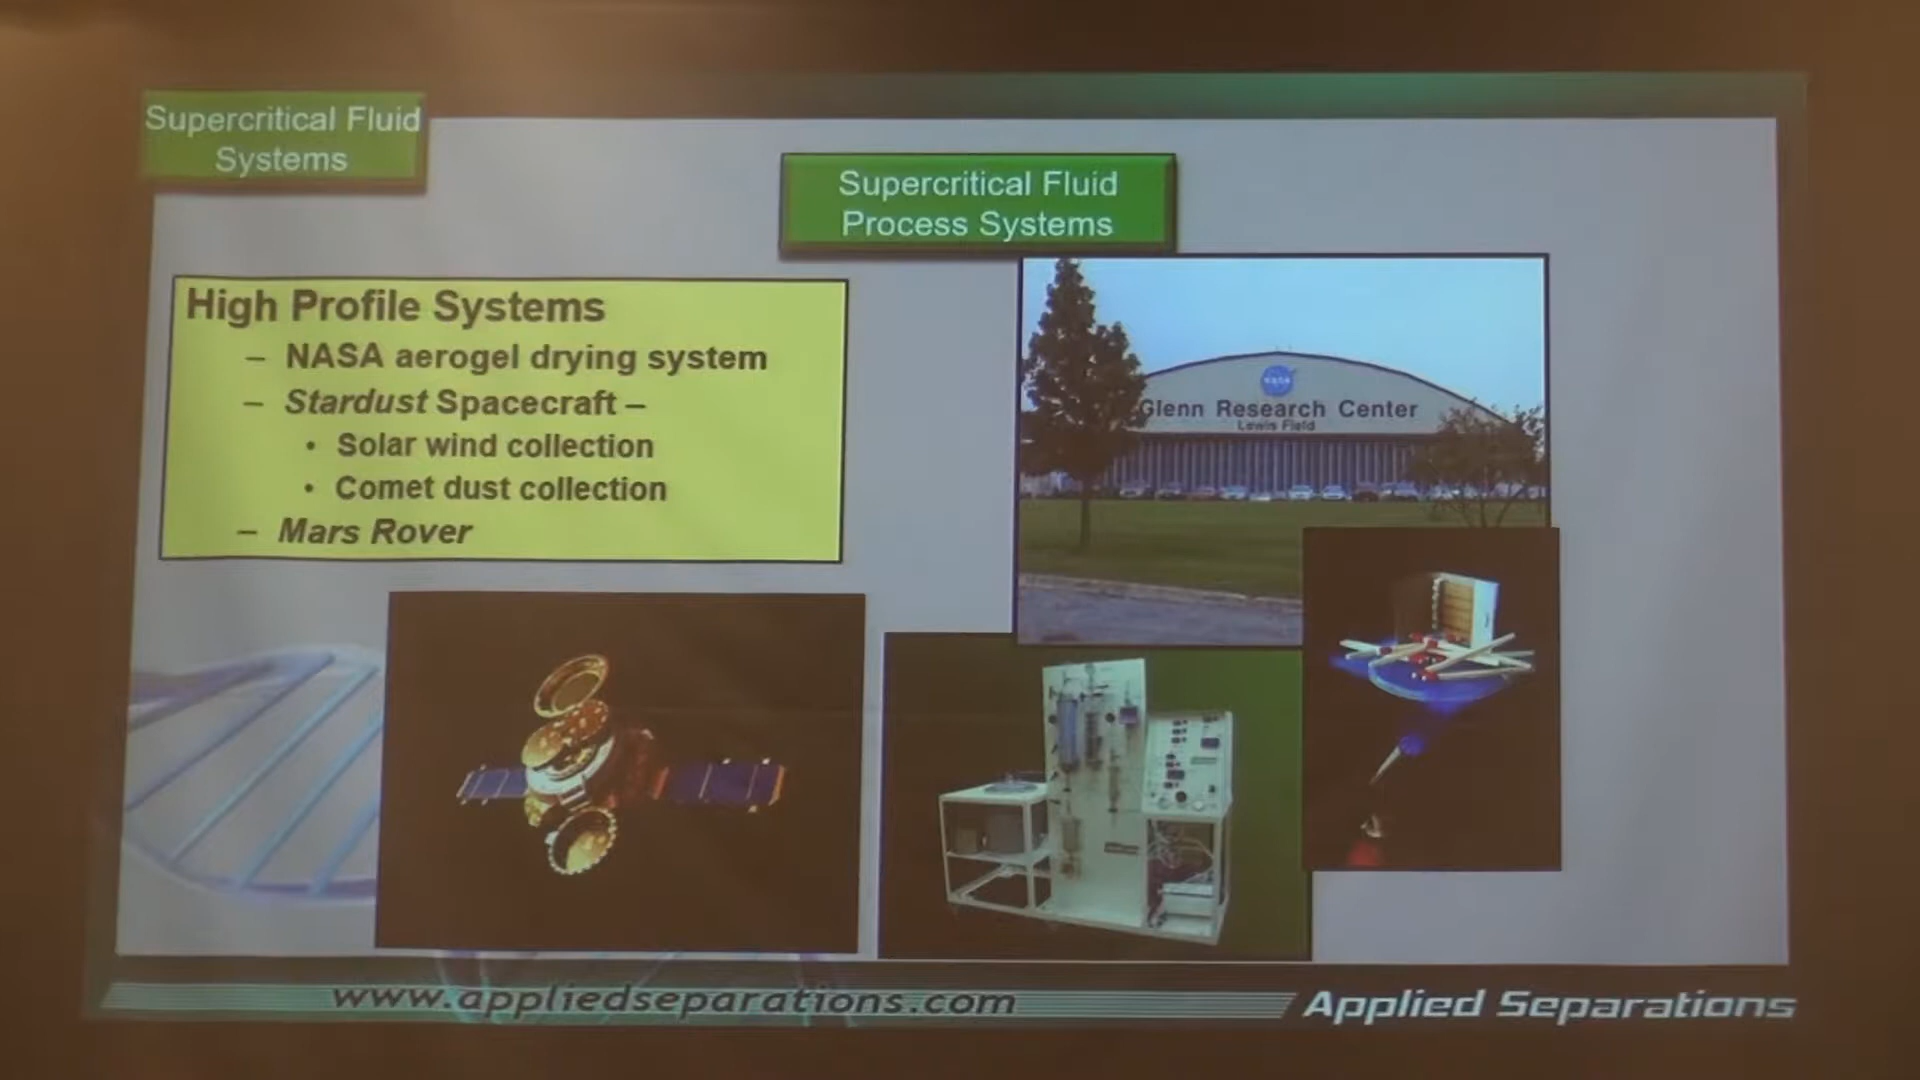 Supercritical Fluid
Systems
Supercritical Fluid
Process Systems
High Profile Systems
– NASA aerogel drying system
– Stardust Spacecraft –
• Solar wind collection
• Comet dust collection
– Mars Rover
NASA
Glenn Research Center
Lewis Field
www.appliedseparations.com
Applied Separations